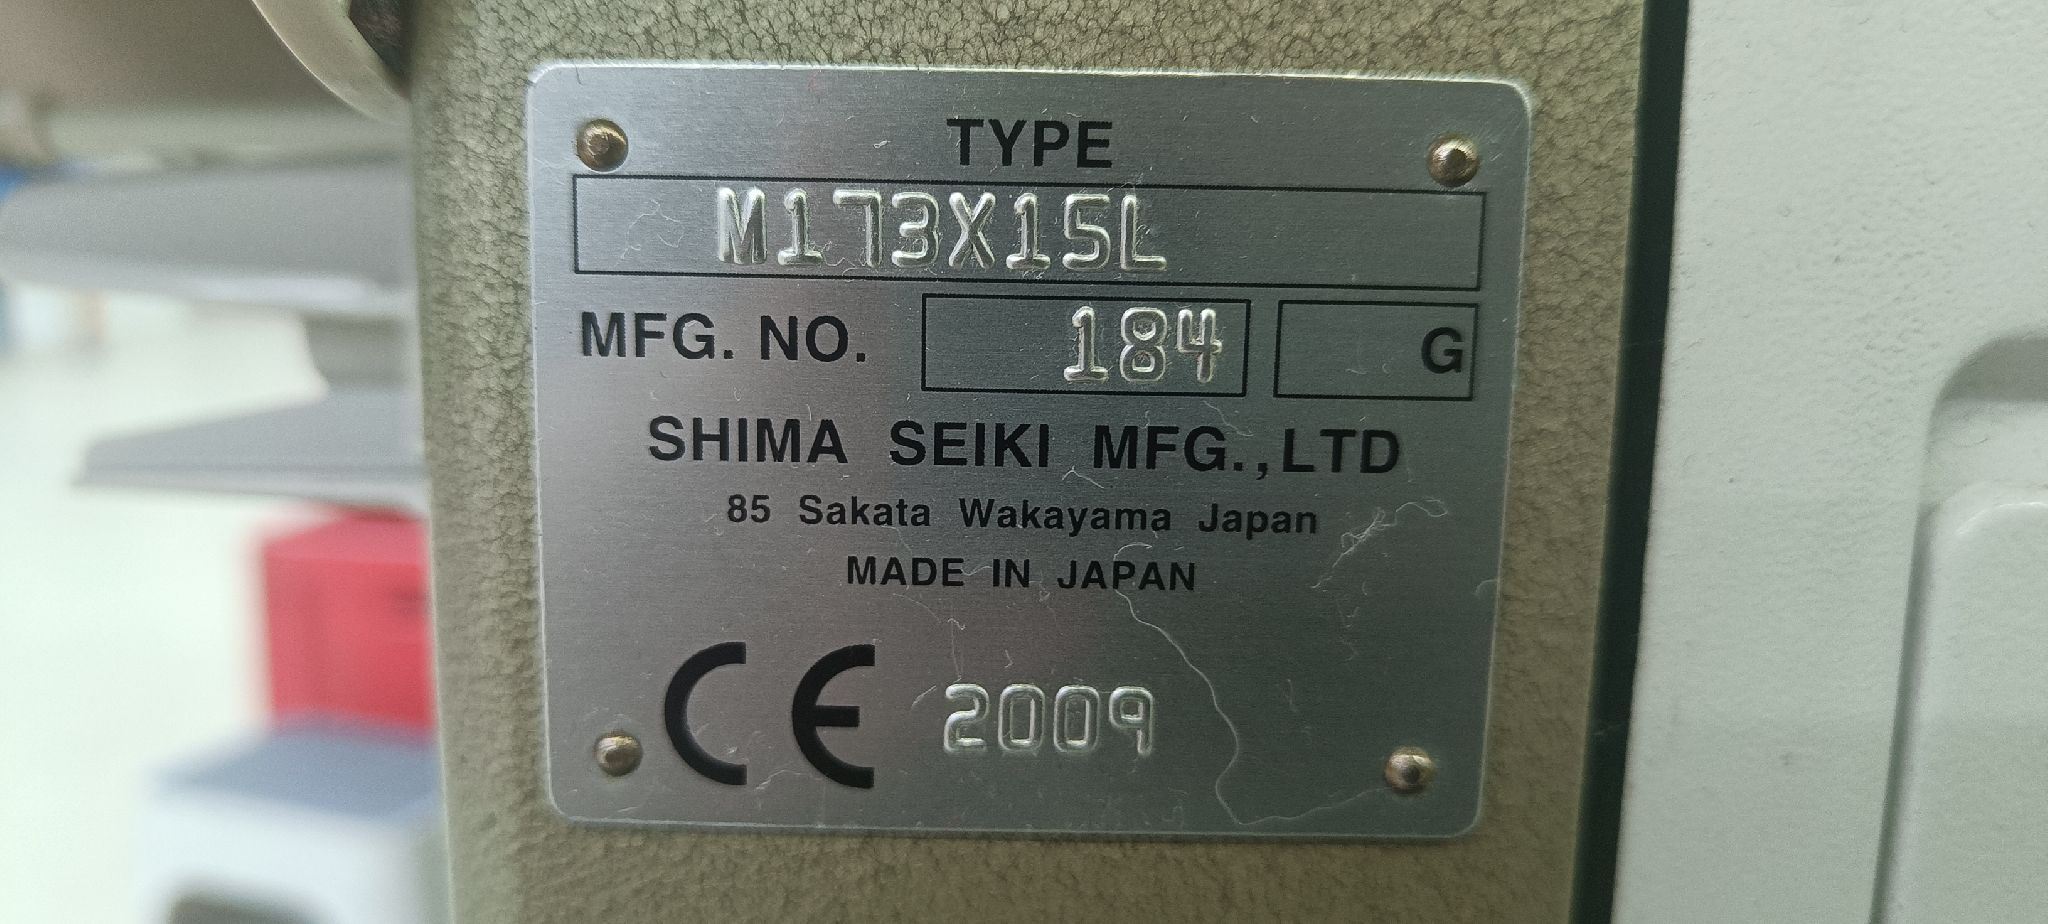 TYPE
M173X15L
MFG. NO. 184 G
SHIMA SEIKI MFG.,LTD
85 Sakata Wakayama Japan
MADE IN JAPAN
CE 2009